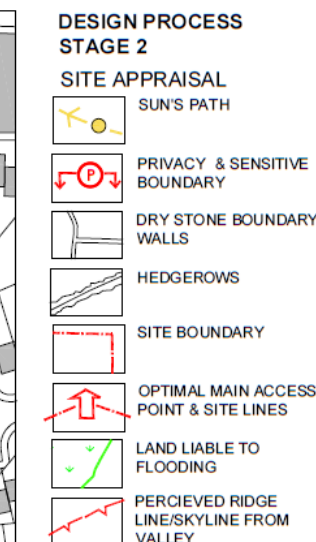 DESIGN PROCESS
STAGE 2
SITE APPRAISAL
SUN'S PATH
P
PRIVACY & SENSITIVE
BOUNDARY
DRY STONE BOUNDARY
WALLS
HEDGEROWS
SITE BOUNDARY
OPTIMAL MAIN ACCESS
POINT & SITE LINES
LAND LIABLE TO
FLOODING
PERCIEVED RIDGE
LINE/SKYLINE FROM
VALLEY